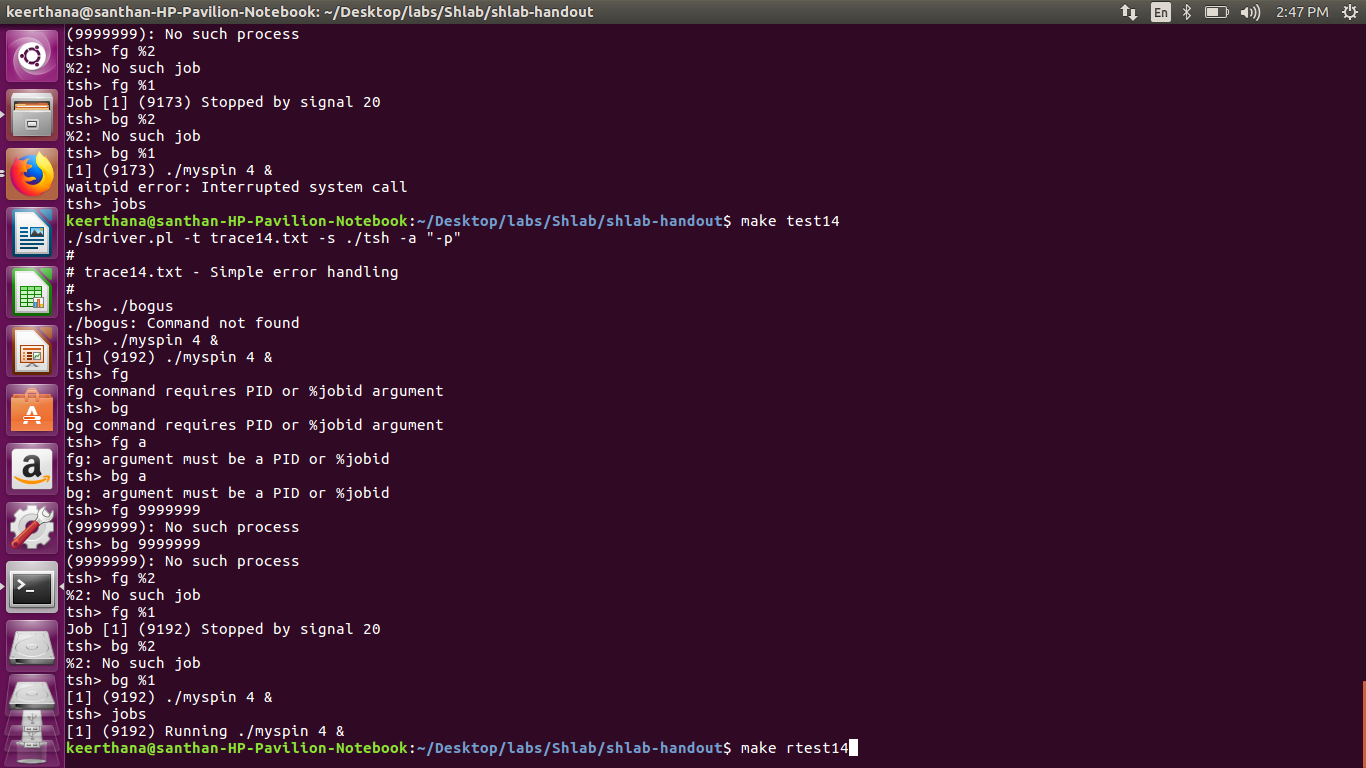 keerthana@santhan-HP-Pavilion-Notebook: ~/Desktop/labs/Shlab/shlab-handout
En
2:47 PM
(9999999): No such process
tsh> fg %2
%2: No such job
tsh> fg %1
Job [1] (9173) Stopped by signal 20
tsh> bg %2
%2: No such job
tsh> bg %1
[1] (9173) ./myspin 4 &
waitpid error: Interrupted system call
tsh> jobs
keerthana@santhan-HP-Pavilion-Notebook:~/Desktop/labs/Shlab/shlab-handout$ make test14
./sdriver.pl -t trace14.txt -s ./tsh -a "-p"
#
# trace14.txt - Simple error handling
#
tsh> ./bogus
./bogus: Command not found
tsh> ./myspin 4 &
[1] (9192) ./myspin 4 &
tsh> fg
fg command requires PID or %jobid argument
tsh> bg
bg command requires PID or %jobid argument
tsh> fg a
fg: argument must be a PID or %jobid
tsh> bg a
bg: argument must be a PID or %jobid
tsh> fg 9999999
(9999999): No such process
tsh> bg 9999999
(9999999): No such process
tsh> fg %2
%2: No such job
tsh> fg %1
Job [1] (9192) Stopped by signal 20
tsh> bg %2
%2: No such job
tsh> bg %1
[1] (9192) ./myspin 4 &
tsh> jobs
[1] (9192) Running ./myspin 4 &
keerthana@santhan-HP-Pavilion-Notebook:~/Desktop/labs/Shlab/shlab-handout$ make rtest14